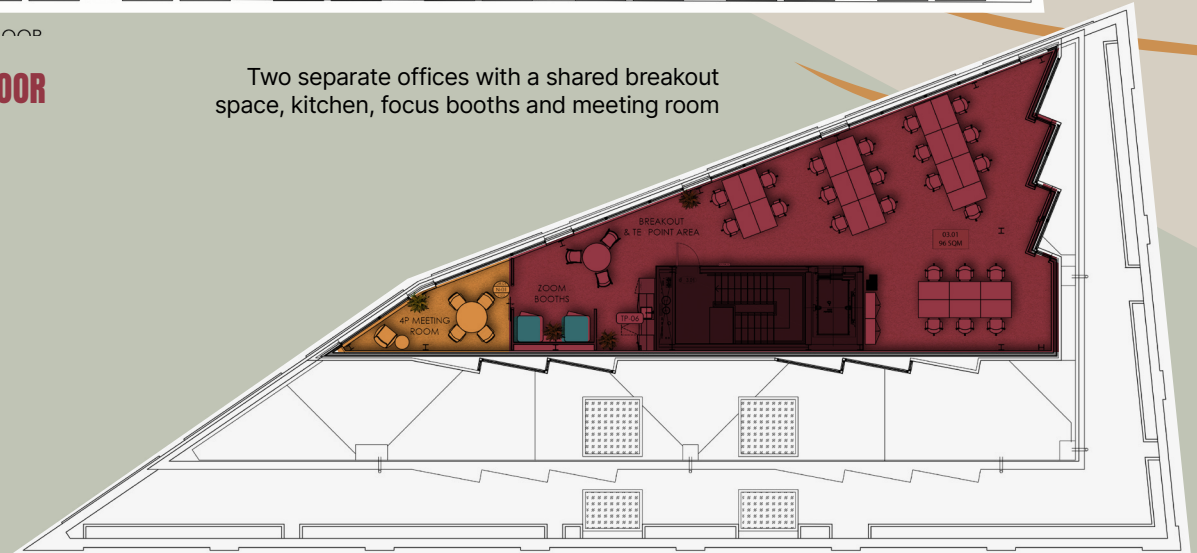 OOR
OOR
Two separate offices with a shared breakout
space, kitchen, focus booths and meeting room
BREAKOUT
& TE POINT AREA
03.01
96 SQM
ZOOM
BOOTHS
4P MEETING
ROOM
TP-06